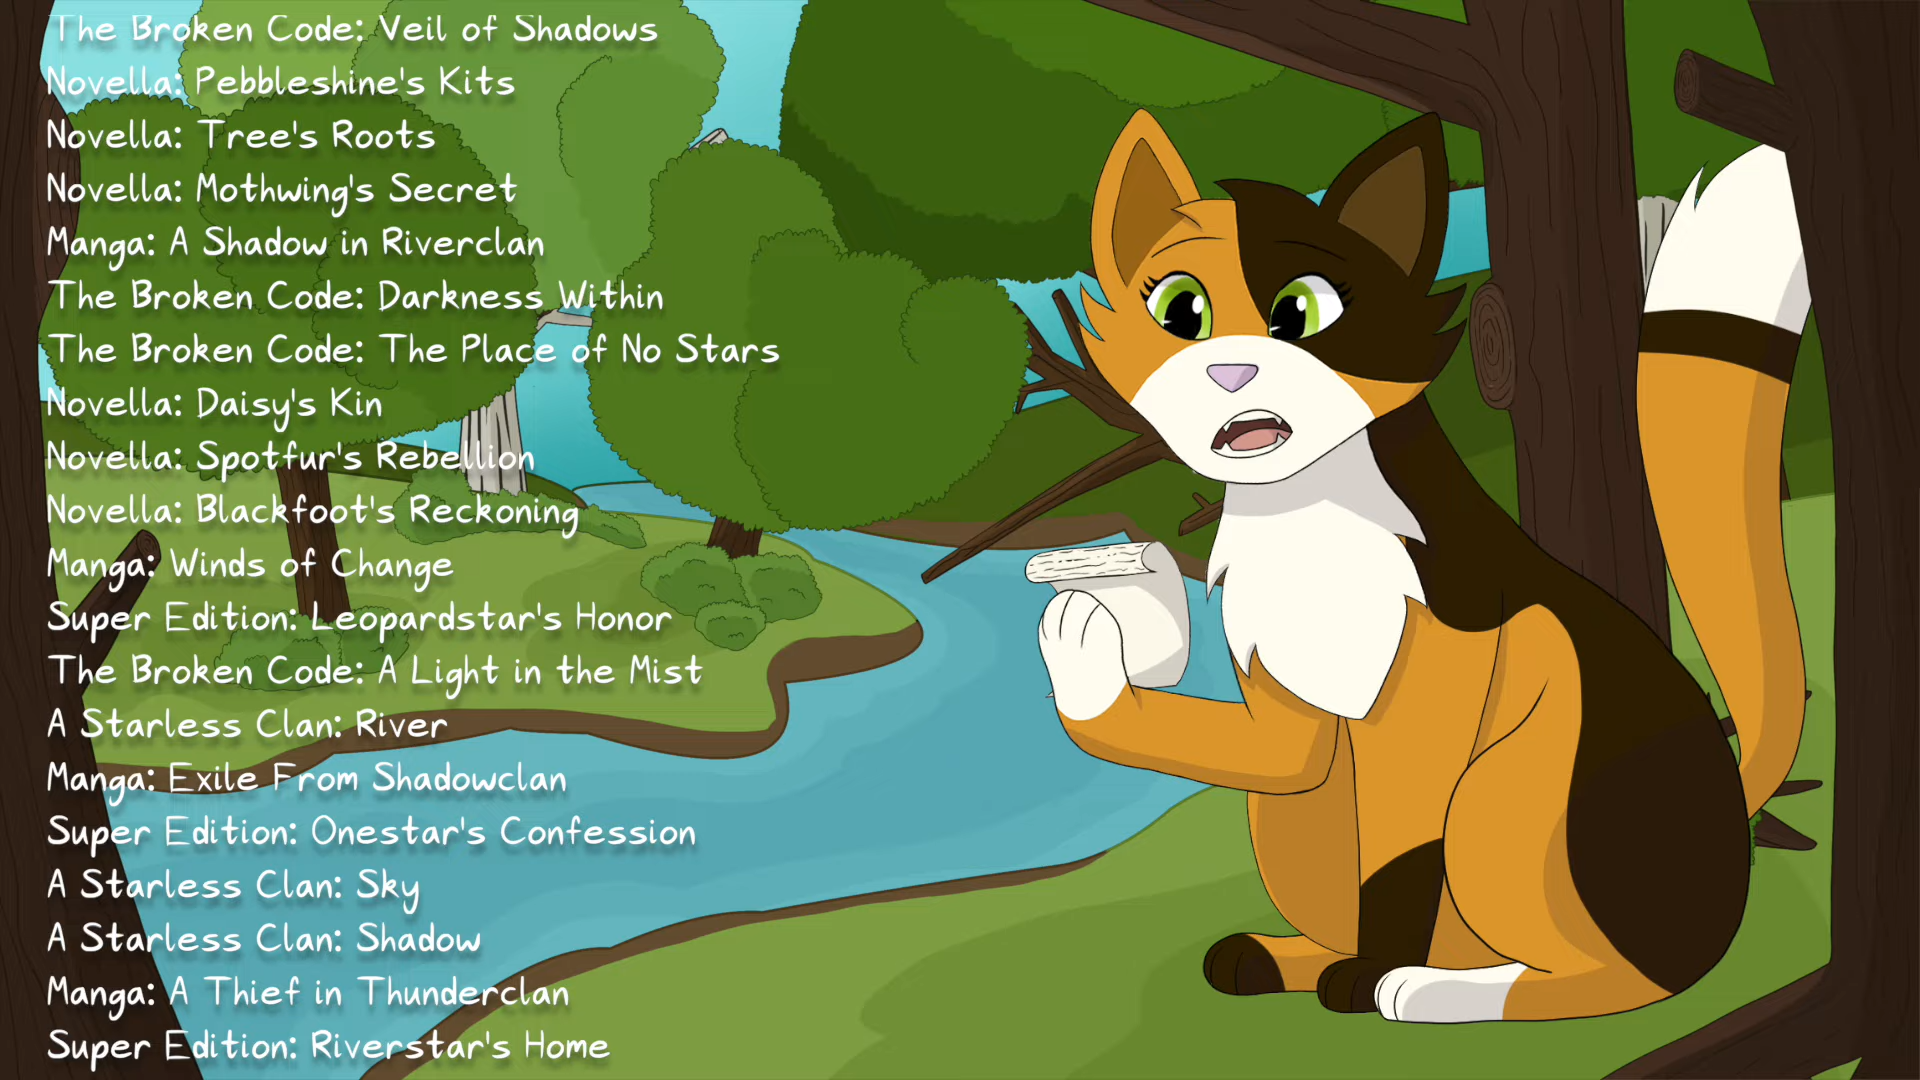 The Broken Code: Veil of Shadows
Novella: Pebbleshine's Kits
Novella: Tree's Roots
Novella: Mothwing's Secret
Manga: A Shadow in Riverclan
The Broken Code: Darkness Within
The Broken Code: The Place of No Stars
Novella: Daisy's Kin
Novella: Spotfur's Rebellion
Novella: Blackfoot's Reckoning
Manga: Winds of Change
Super Edition: Leopardstar's Honor
The Broken Code: A Light in the Mist
A Starless Clan: River
Manga: Exile From Shadowclan
Super Edition: Onestar's Confession
A Starless Clan: Sky
A Starless Clan: Shadow
Manga: A Thief in Thunderclan
Super Edition: Riverstar's Home